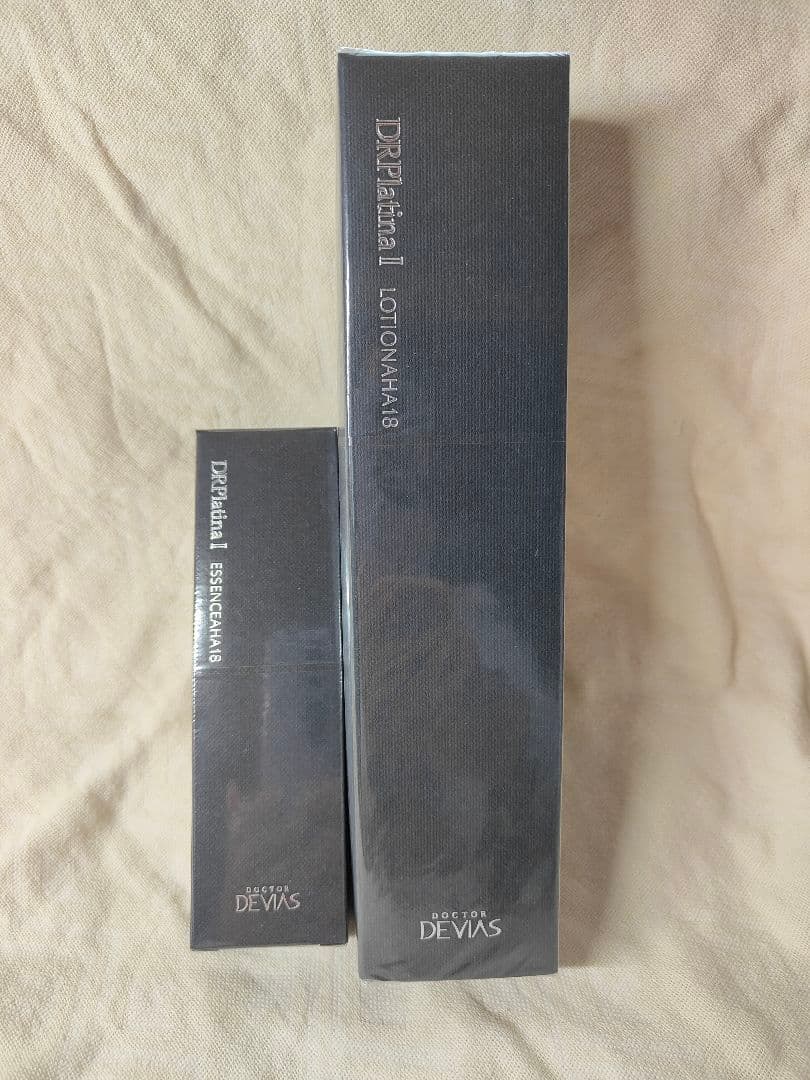 DRPlatina II ESSENCEAHA18
DOCTOR
DEVIAS
DRPlatina II LOTIONAHA18
DOCTOR
DEVIAS